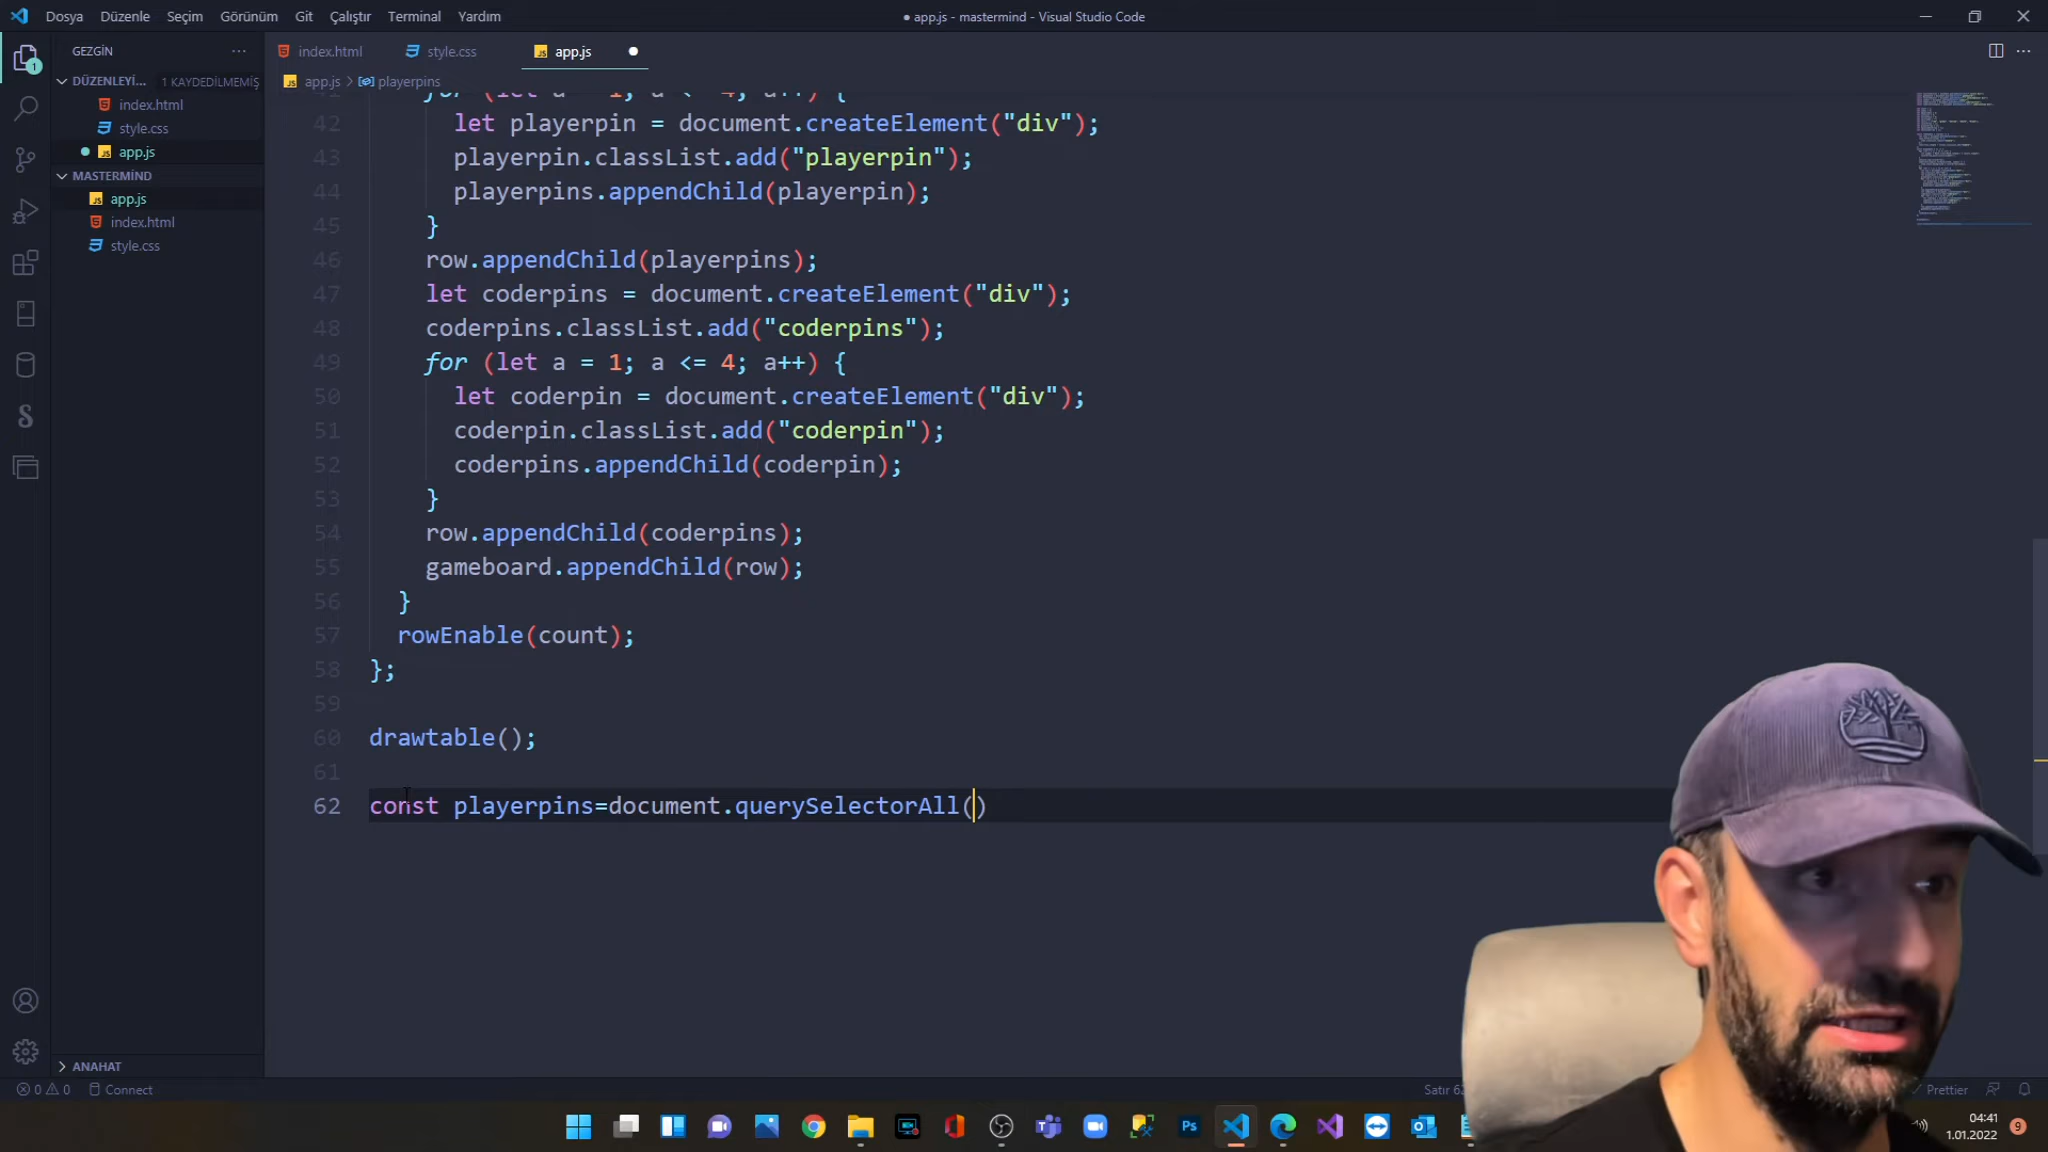 Dosya Düzenle Seçim Görünüm Git Çalıştır Terminal Yardım
● app.js - mastermind - Visual Studio Code
GEZGİN
index.html style.css app.js
DÜZENLEYİ... 1 KAYDEDİLMEMİŞ
app.js > playerpins
index.html
style.css
app.js
MASTERMİND
app.js
index.html
style.css
42 let playerpin = document.createElement("div");
43 playerpin.classList.add("playerpin");
44 playerpins.appendChild(playerpin);
45 }
46 row.appendChild(playerpins);
47 let coderpins = document.createElement("div");
48 coderpins.classList.add("coderpins");
49 for (let a = 1; a <= 4; a++) {
50 let coderpin = document.createElement("div");
51 coderpin.classList.add("coderpin");
52 coderpins.appendChild(coderpin);
53 }
54 row.appendChild(coderpins);
55 gameboard.appendChild(row);
56 }
57 rowEnable(count);
58 };
59
60 drawtable();
61
62 const playerpins=document.querySelectorAll()
ANAHAT
0 0 Connect
Satır 6
Prettier
Ps
04:41
1.01.2022
9
1